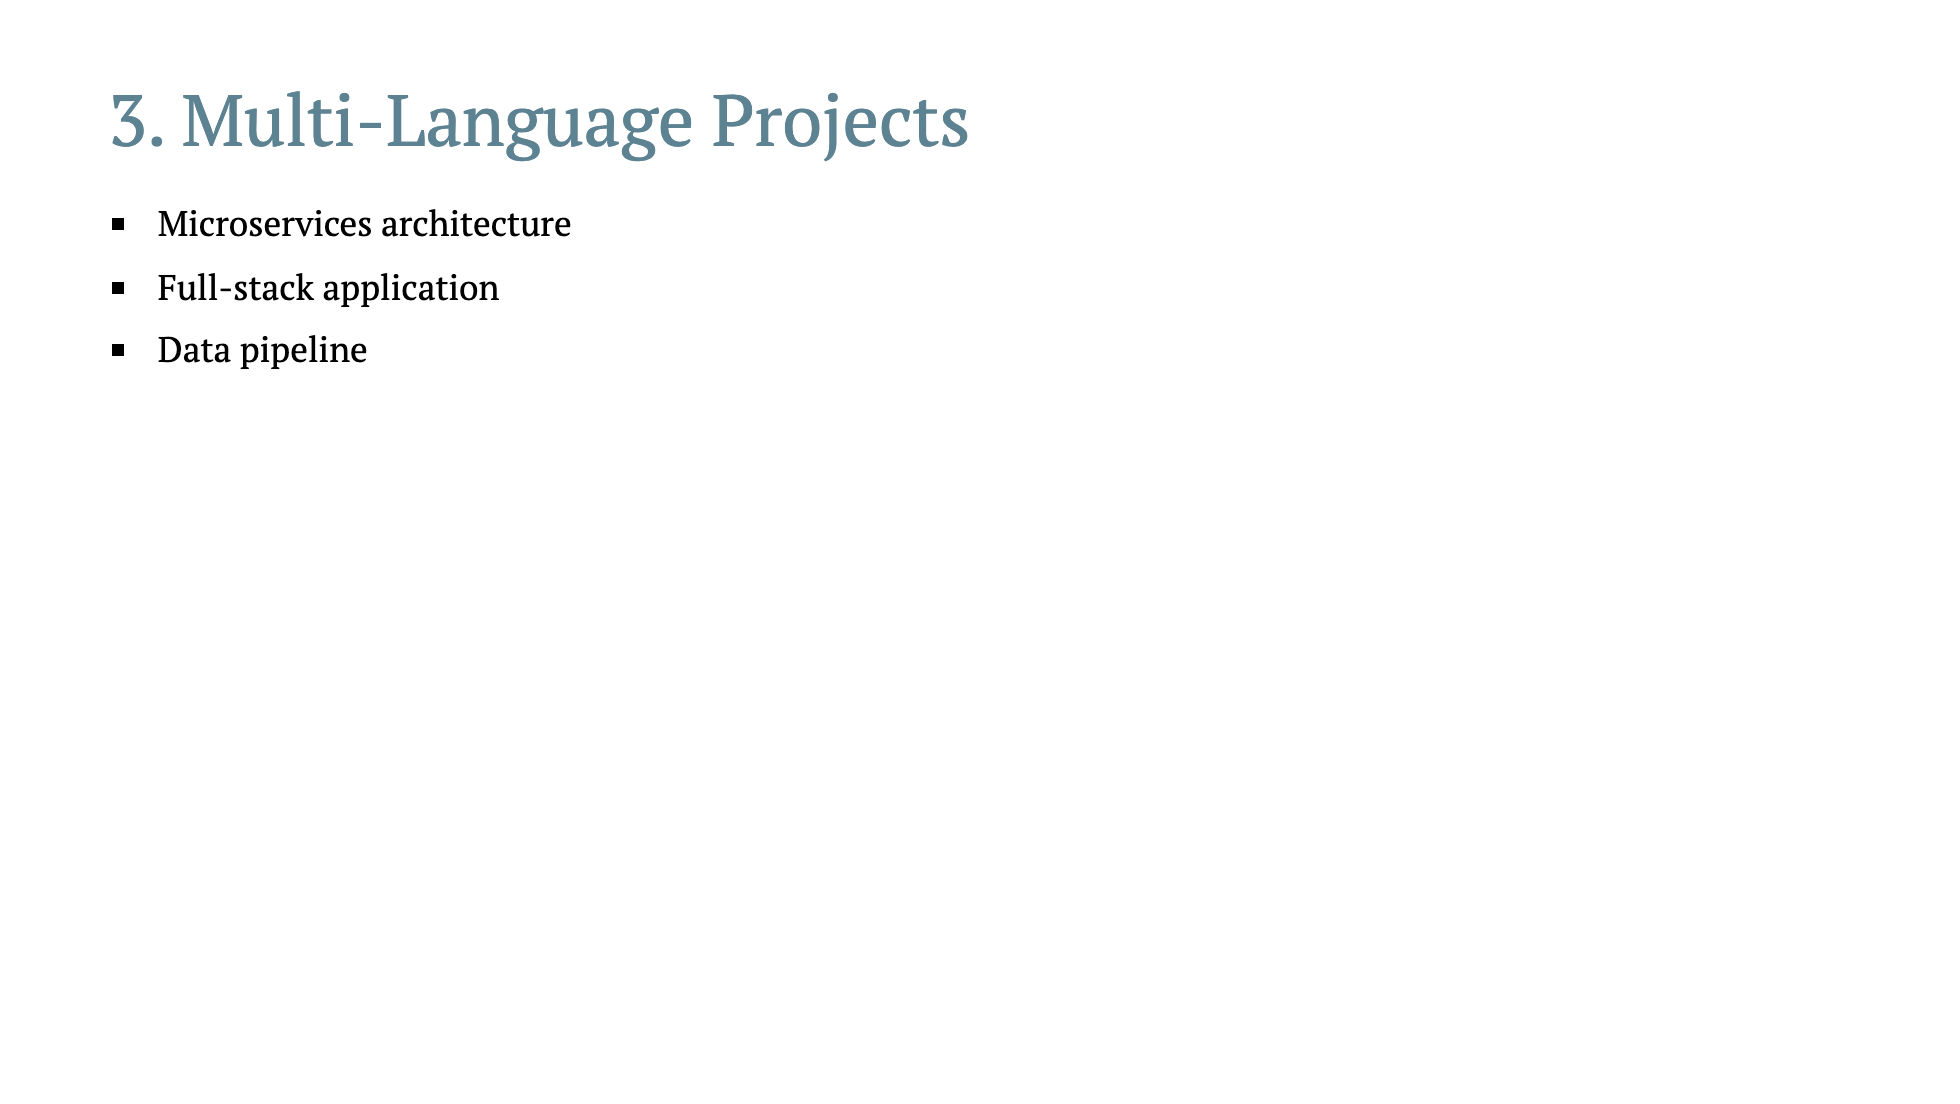 3. Multi-Language Projects
▪ Microservices architecture
▪ Full-stack application
▪ Data pipeline